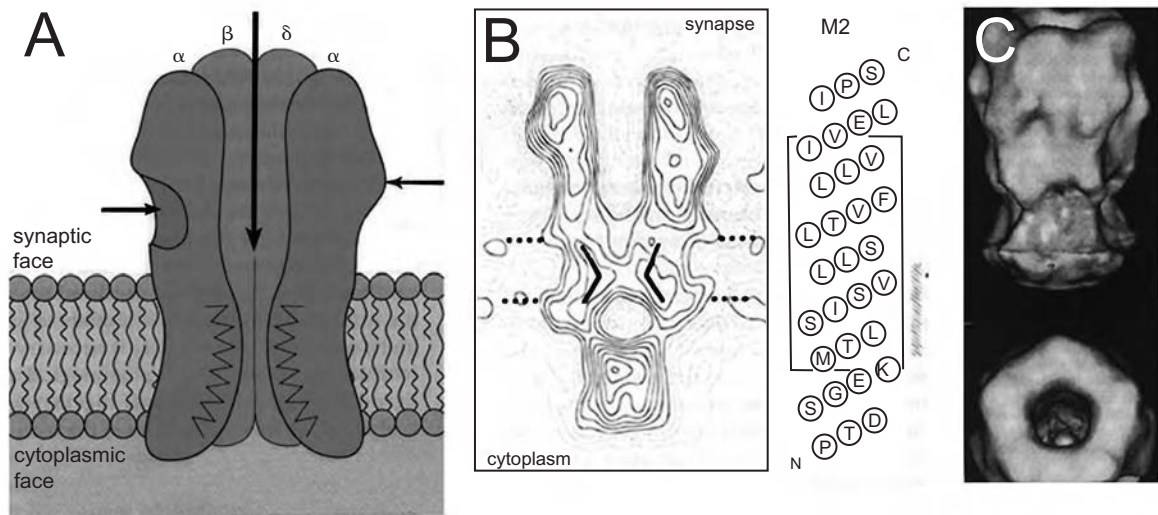 A
β δ
α α
synaptic
face
cytoplasmic
face
B
synapse
cytoplasm
M2
C
I P S
I V E L
L L V
L T V F
L L S
S I S V
M T L
S G E K
P T D
N
C